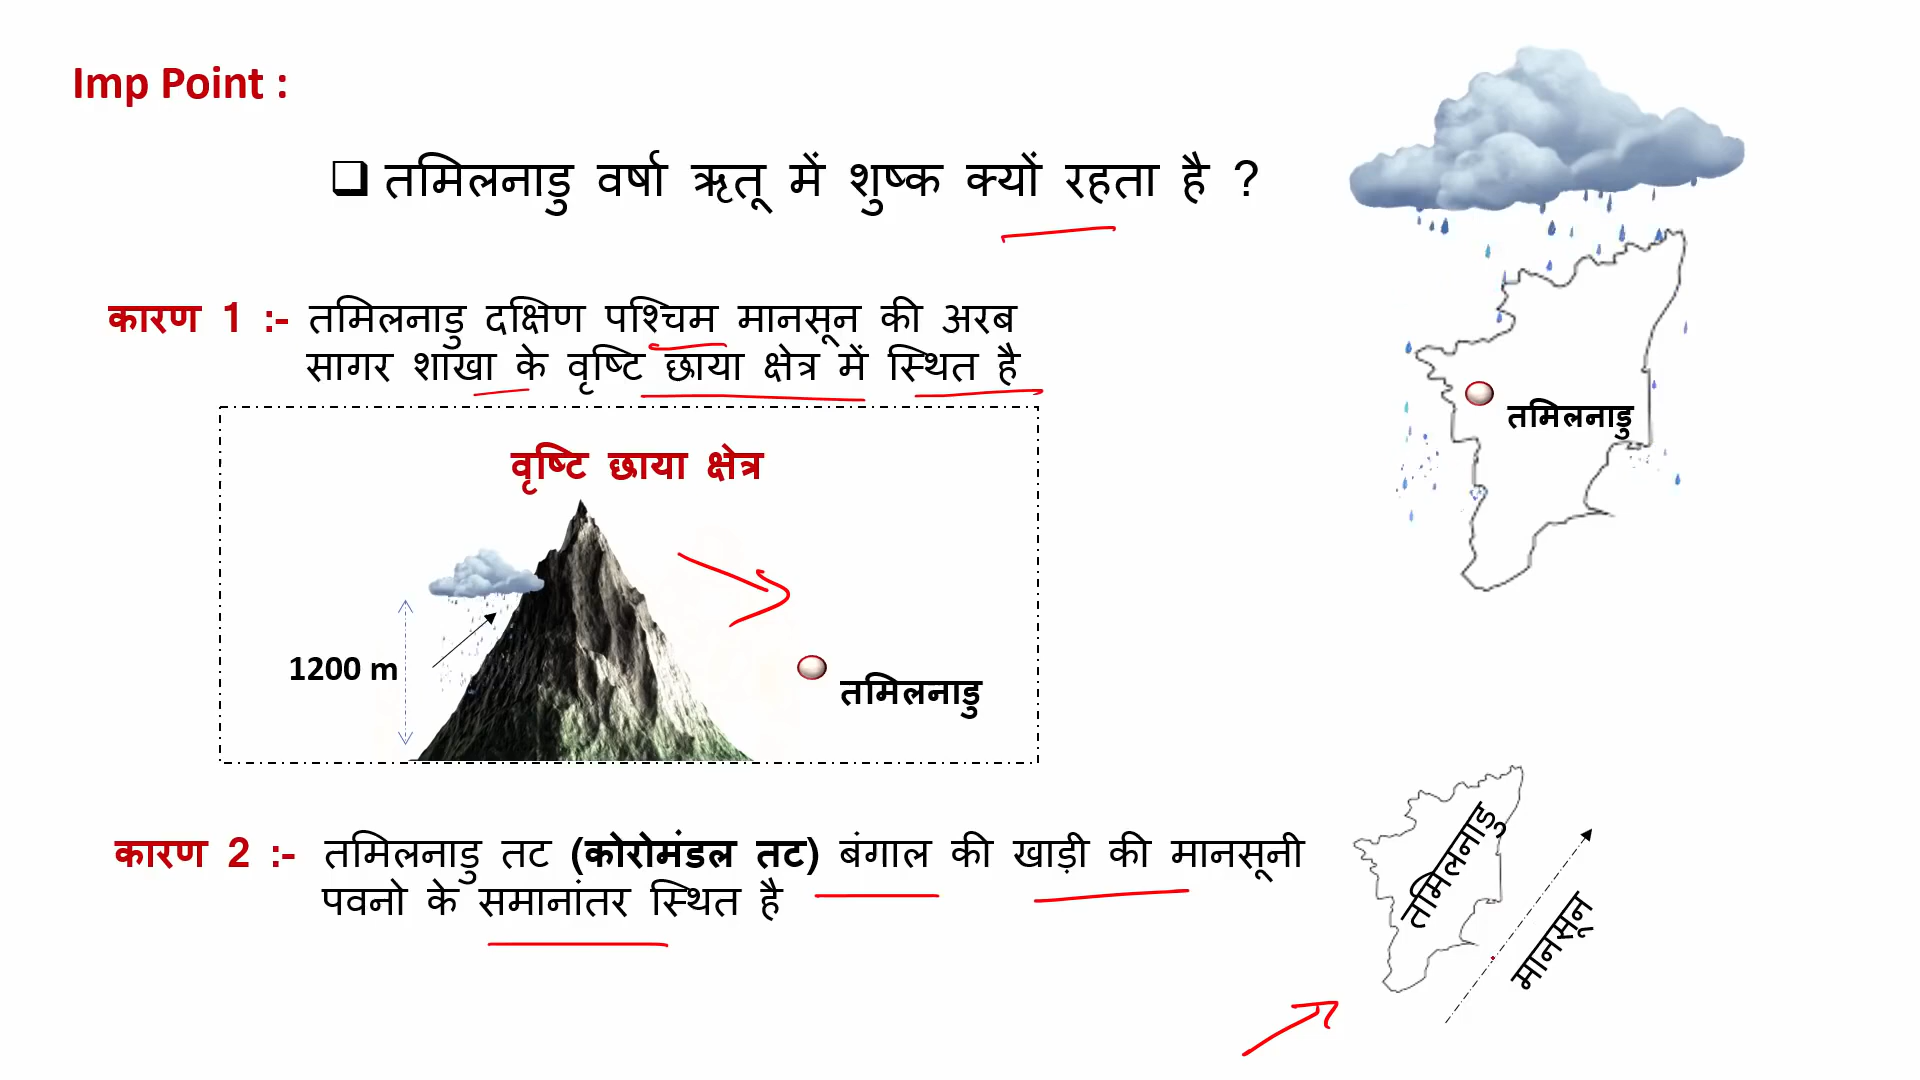 Imp Point :
❑ तमिलनाडु वर्षा ऋतू में शुष्क क्यों रहता है ?
कारण 1 :- तमिलनाडु दक्षिण पश्चिम मानसून की अरब
सागर शाखा के वृष्टि छाया क्षेत्र में स्थित है
तमिलनाडु
वृष्टि छाया क्षेत्र
1200 m
तमिलनाडु
कारण 2 :- तमिलनाडु तट (कोरोमंडल तट) बंगाल की खाड़ी की मानसूनी
पवनो के समानांतर स्थित है
तमिलनाडु
मानसून